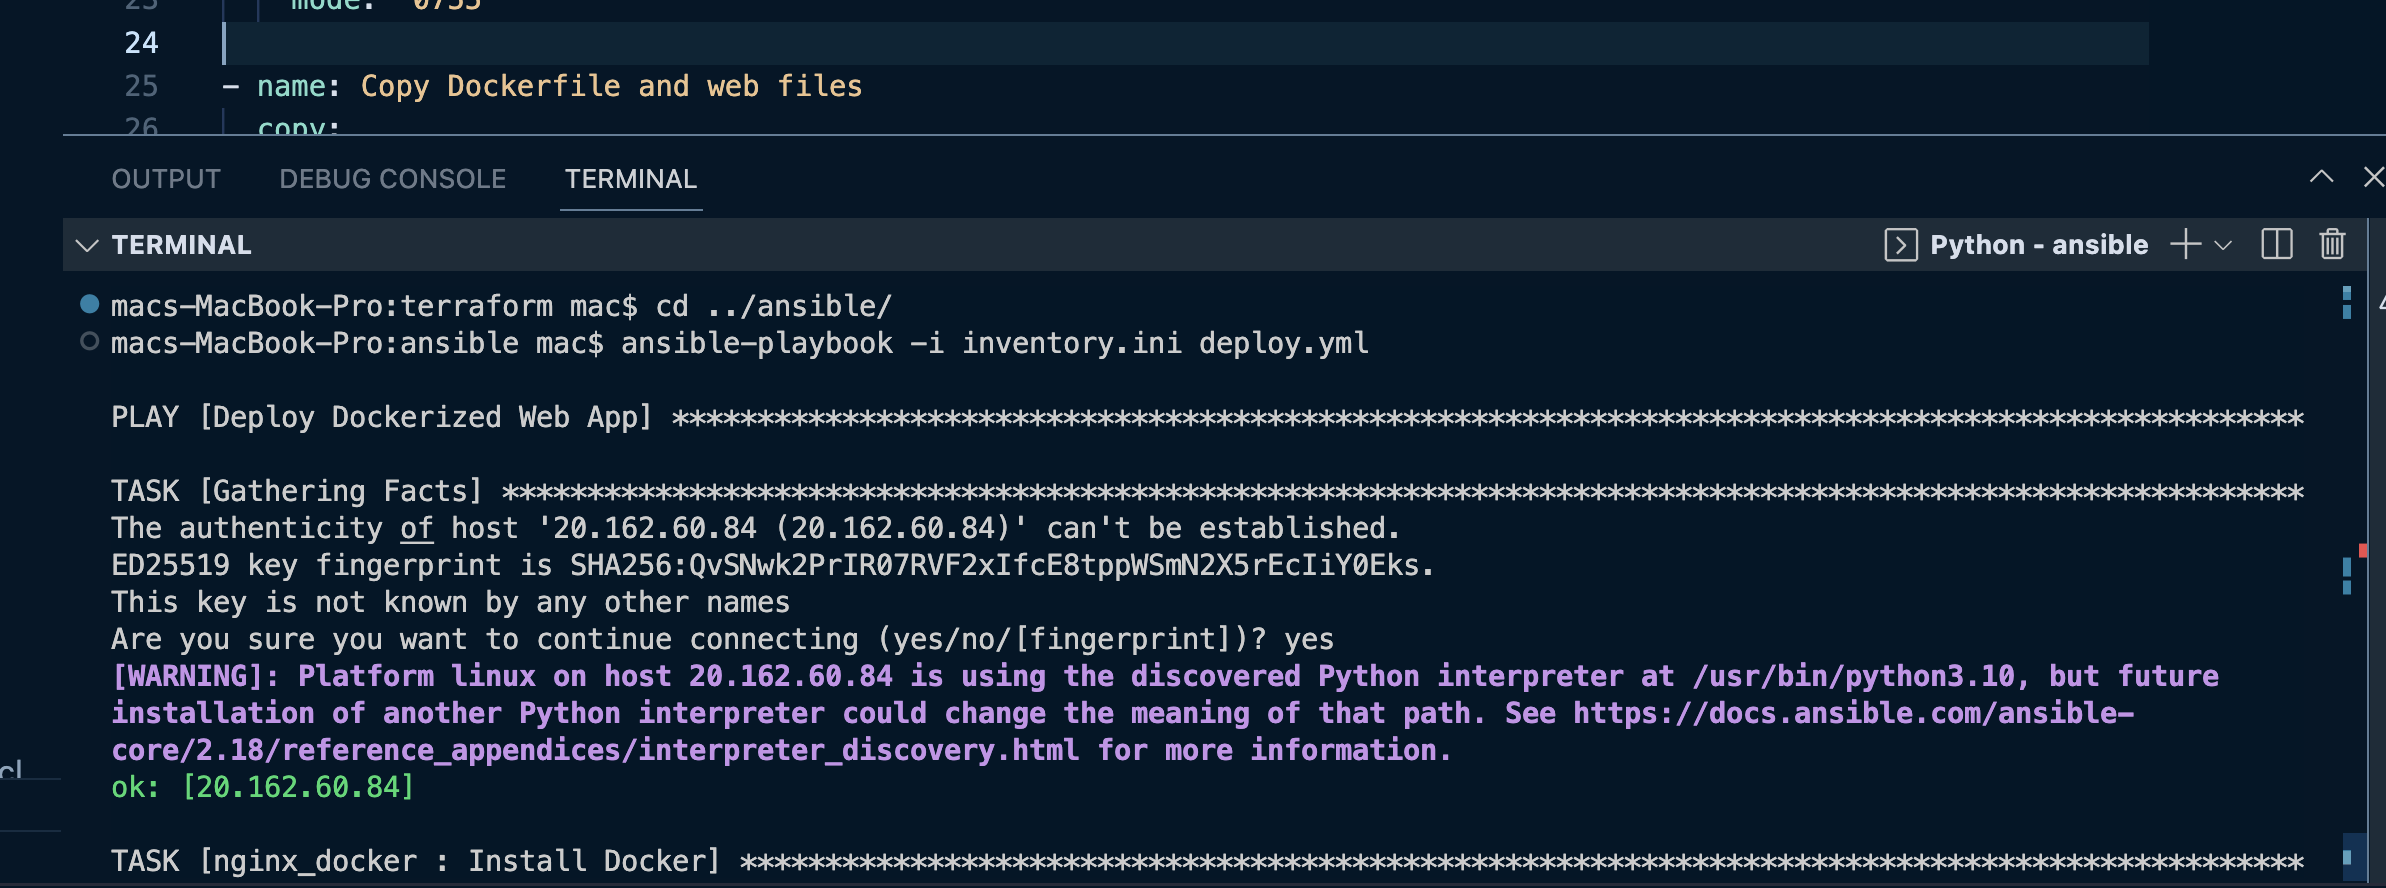 23 mode: '0755'
24
25 - name: Copy Dockerfile and web files
26 copy:
OUTPUT DEBUG CONSOLE TERMINAL
TERMINAL Python - ansible
macs-MacBook-Pro:terraform mac$ cd ../ansible/
macs-MacBook-Pro:ansible mac$ ansible-playbook -i inventory.ini deploy.yml
PLAY [Deploy Dockerized Web App] ************************************************************************************************
TASK [Gathering Facts] **********************************************************************************************************
The authenticity of host '20.162.60.84 (20.162.60.84)' can't be established.
ED25519 key fingerprint is SHA256:QvSNwk2PrIR07RVF2xIfcE8tppWSmN2X5rEcIiY0Eks.
This key is not known by any other names
Are you sure you want to continue connecting (yes/no/[fingerprint])? yes
[WARNING]: Platform linux on host 20.162.60.84 is using the discovered Python interpreter at /usr/bin/python3.10, but future
installation of another Python interpreter could change the meaning of that path. See https://docs.ansible.com/ansible-
core/2.18/reference_appendices/interpreter_discovery.html for more information.
ok: [20.162.60.84]
TASK [nginx_docker : Install Docker] ********************************************************************************************